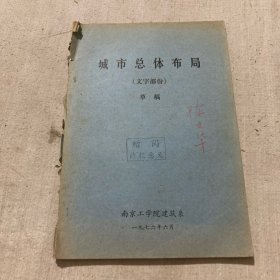 城市总体布局
(文字部份)
草稿
南京工学院建筑系
一九七六年六月